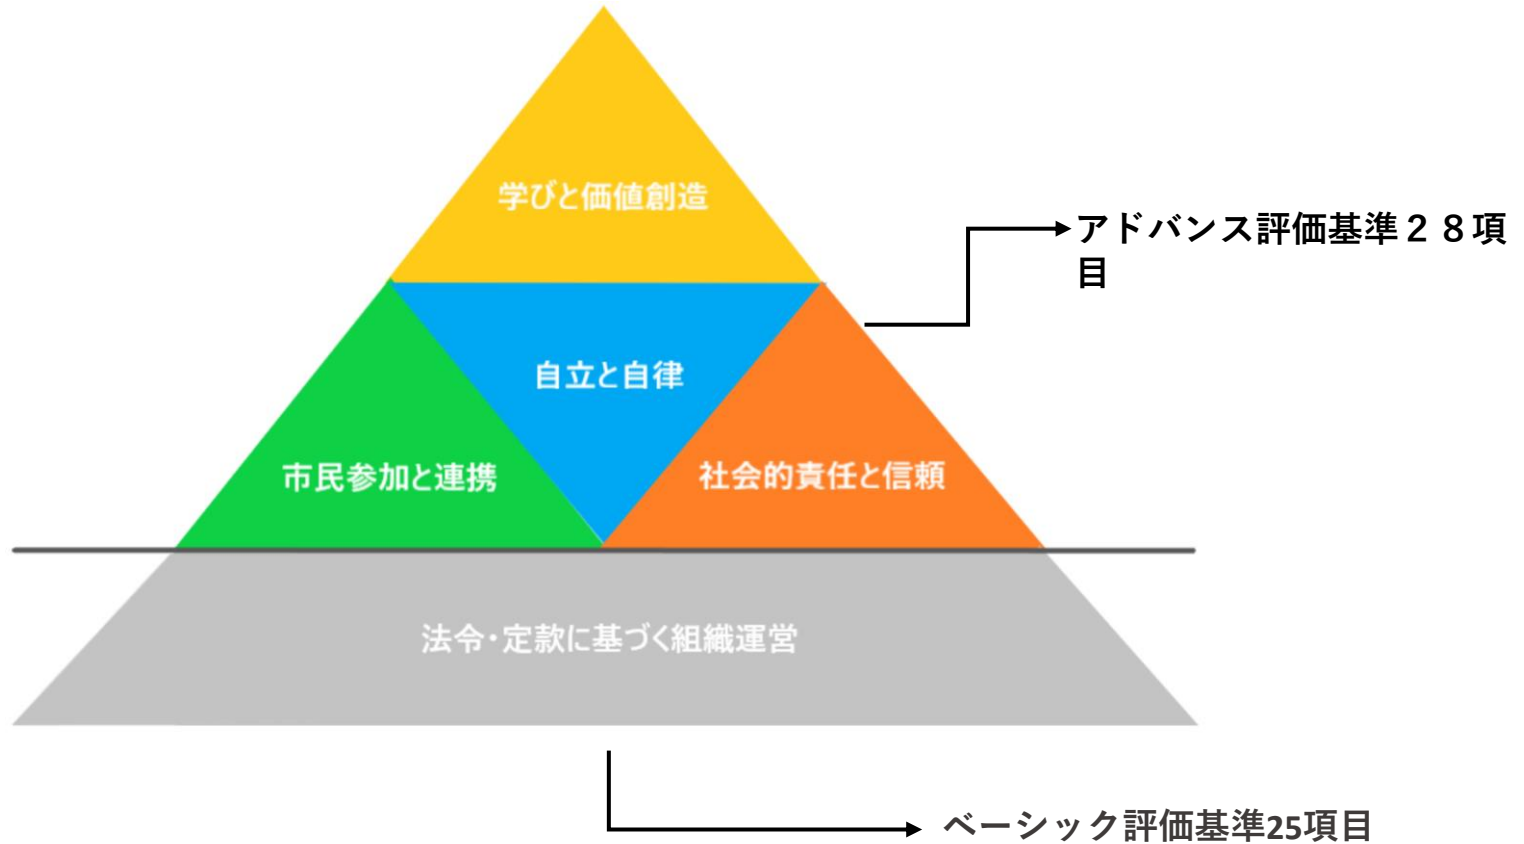 学びと価値創造
アドバンス評価基準２８項
目
自立と自律
市民参加と連携
社会的責任と信頼
法令・定款に基づく組織運営
ベーシック評価基準25項目